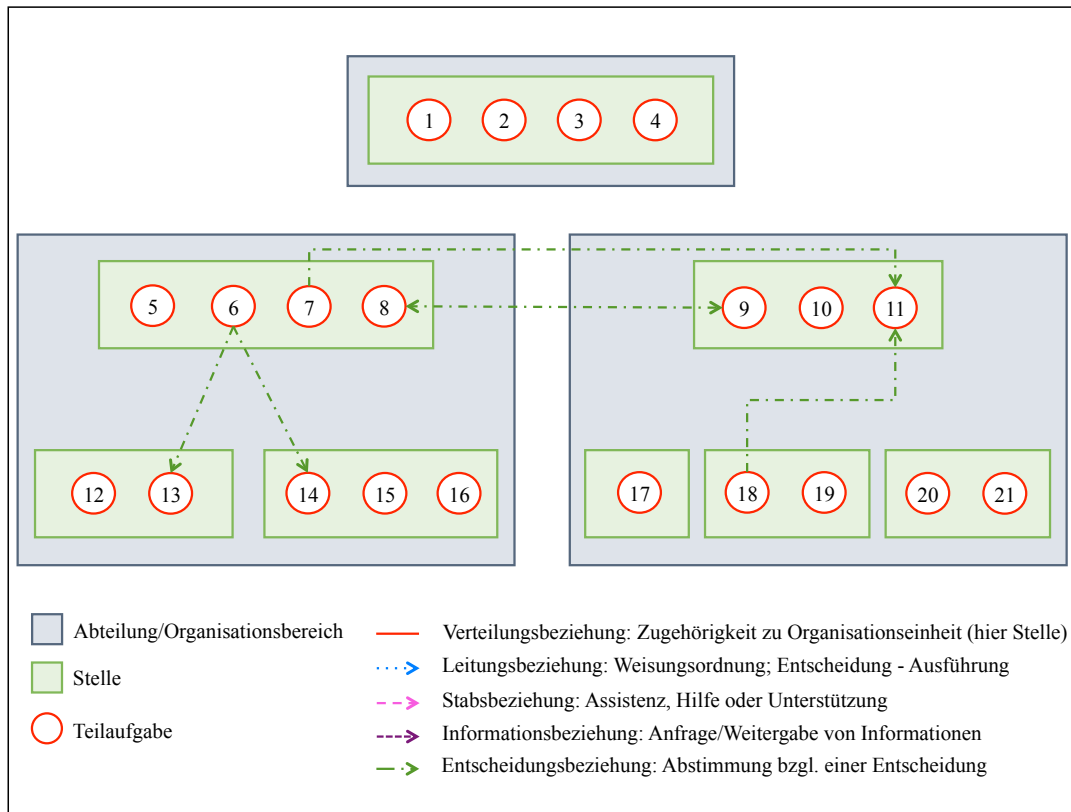 1 2 3 4
5 6 7 8 9 10 11
12 13 14 15 16 17 18 19 20 21
Abteilung/Organisationsbereich
Stelle
Teilaufgabe
Verteilungsbeziehung: Zugehörigkeit zu Organisationseinheit (hier Stelle)
Leitungsbeziehung: Weisungsordnung; Entscheidung - Ausführung
Stabsbeziehung: Assistenz, Hilfe oder Unterstützung
Informationsbeziehung: Anfrage/Weitergabe von Informationen
Entscheidungsbeziehung: Abstimmung bzgl. einer Entscheidung